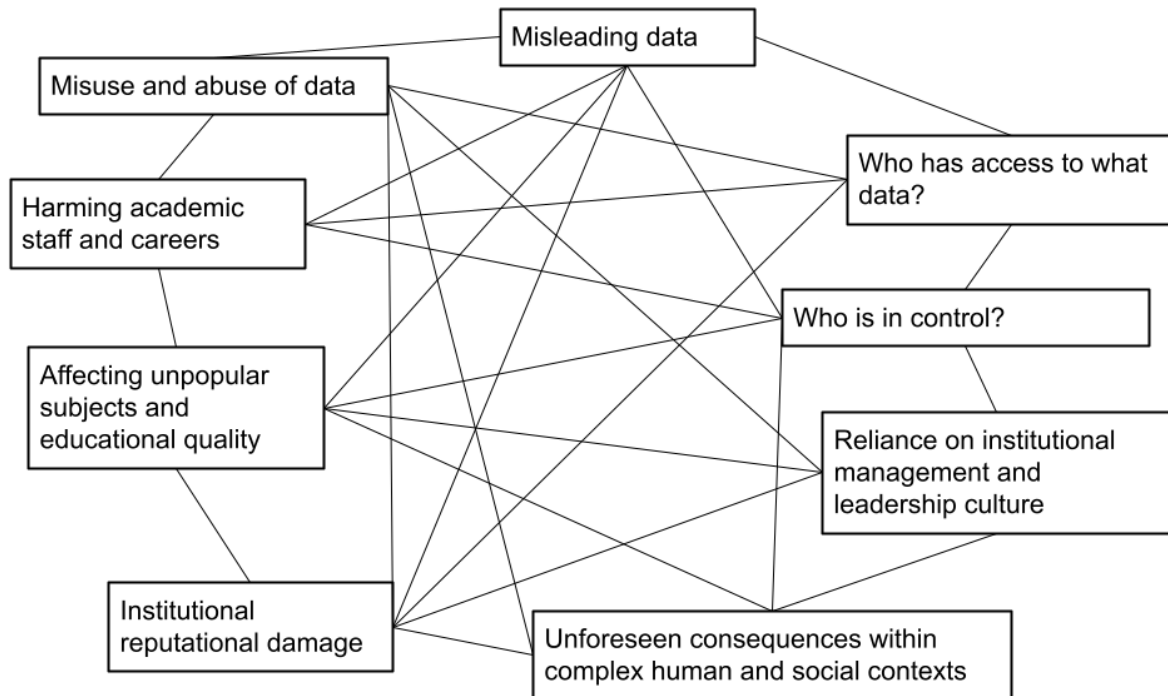 Misleading data
Misuse and abuse of data
Who has access to what
data?
Harming academic
staff and careers
Who is in control?
Affecting unpopular
subjects and
educational quality
Reliance on institutional
management and
leadership culture
Institutional
reputational damage
Unforeseen consequences within
complex human and social contexts